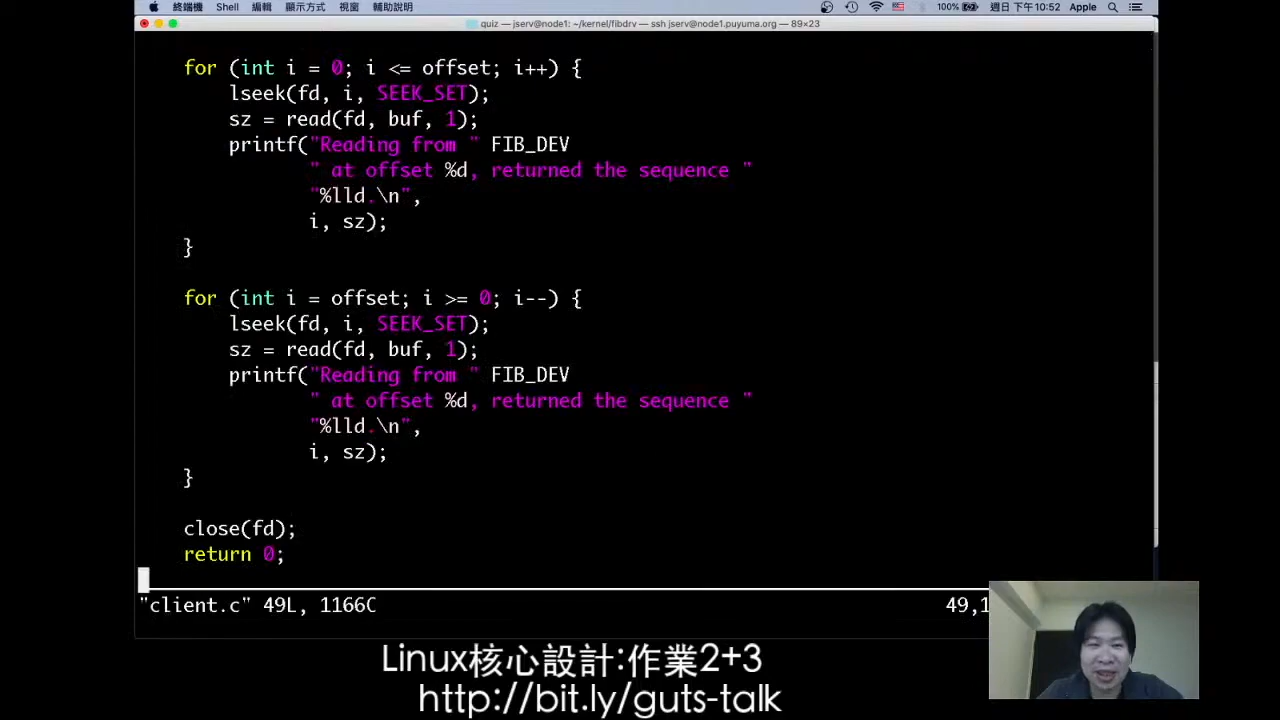 終端機 Shell 編輯 顯示方式 視窗 輔助說明 100% 週日 下午10:52 Apple
quiz — jserv@node1: ~/kernel/fibdrv — ssh jserv@node1.puyuma.org — 89×23
for (int i = 0; i <= offset; i++) {
lseek(fd, i, SEEK_SET);
sz = read(fd, buf, 1);
printf("Reading from " FIB_DEV
" at offset %d, returned the sequence "
"%lld.\n",
i, sz);
}
for (int i = offset; i >= 0; i--) {
lseek(fd, i, SEEK_SET);
sz = read(fd, buf, 1);
printf("Reading from " FIB_DEV
" at offset %d, returned the sequence "
"%lld.\n",
i, sz);
}
close(fd);
return 0;
"client.c" 49L, 1166C 49,1
Linux核心設計:作業2+3
http://bit.ly/guts-talk